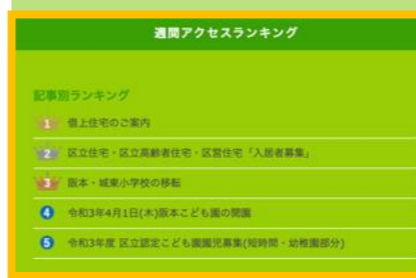 週間アクセスランキング
記事別ランキング
1 借上住宅のご案内
2 区立住宅・区立高齢者住宅・区営住宅「入居者募集」
3 阪本・城東小学校の移転
4 令和3年4月1日(木)阪本こども園の開園
5 令和3年度 区立認定こども園園児募集(短時間・幼稚園部分)